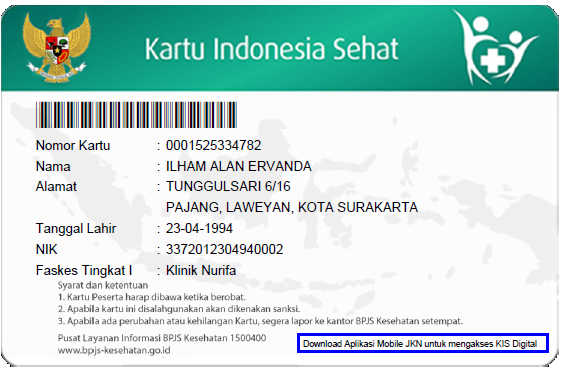 Kartu Indonesia Sehat
Nomor Kartu : 0001525334782
Nama : ILHAM ALAN ERVANDA
Alamat : TUNGGULSARI 6/16
PAJANG, LAWEYAN, KOTA SURAKARTA
Tanggal Lahir : 23-04-1994
NIK : 3372012304940002
Faskes Tingkat I : Klinik Nurifa
Syarat dan ketentuan
1. Kartu Peserta harap dibawa ketika berobat.
2. Apabila kartu ini disalahgunakan akan dikenakan sanksi.
3. Apabila ada perubahan atau kehilangan Kartu, segera lapor ke kantor BPJS Kesehatan setempat.
Pusat Layanan Informasi BPJS Kesehatan 1500400
www.bpjs-kesehatan.go.id
Download Aplikasi Mobile JKN untuk mengakses KIS Digital